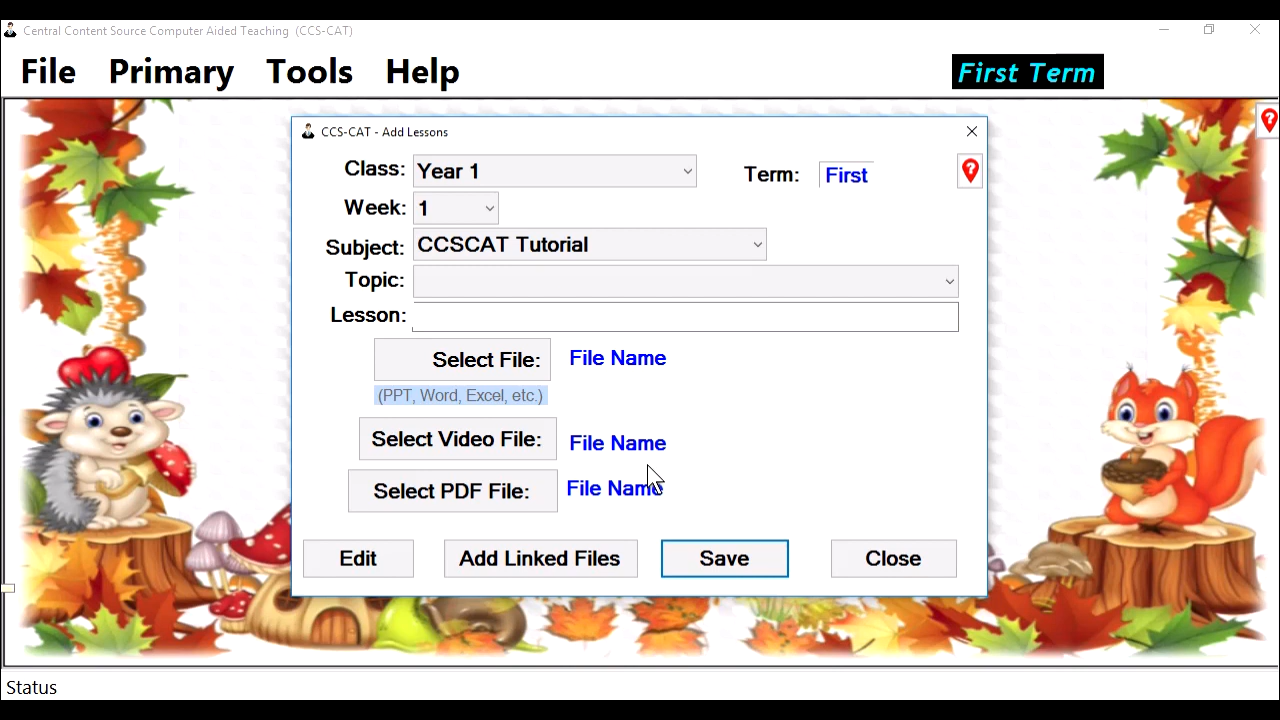 Central Content Source Computer Aided Teaching (CCS-CAT)
File Primary Tools Help First Term
CCS-CAT - Add Lessons
Class: Year 1 Term: First
Week: 1
Subject: CCSCAT Tutorial
Topic:
Lesson:
Select File: File Name
(PPT, Word, Excel, etc.)
Select Video File: File Name
Select PDF File: File Name
Edit Add Linked Files Save Close
Status